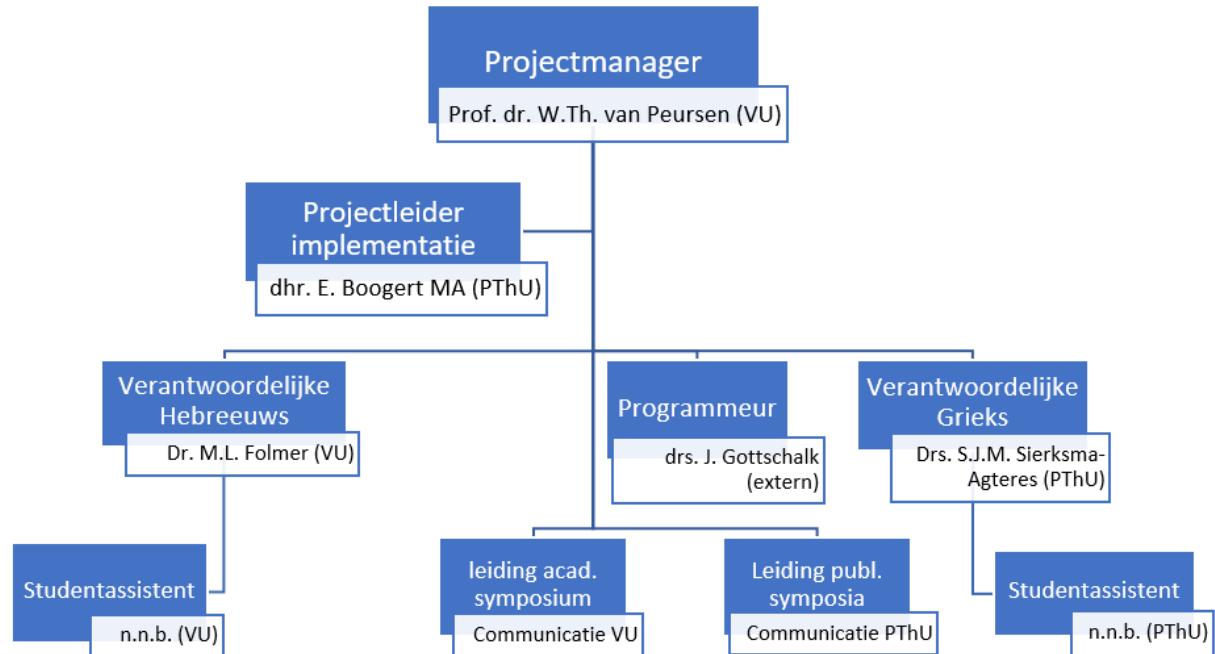 Projectmanager
Prof. dr. W.Th. van Peursen (VU)
Projectleider
implementatie
dhr. E. Boogert MA (PThU)
Verantwoordelijke
Hebreeuws
Dr. M.L. Folmer (VU)
Programmeur
drs. J. Gottschalk
(extern)
Verantwoordelijke
Grieks
Drs. S.J.M. Sierksma-
Agteres (PThU)
Studentassistent
n.n.b. (VU)
leiding acad.
symposium
Communicatie VU
Leiding publ.
symposia
Communicatie PThU
Studentassistent
n.n.b. (PThU)